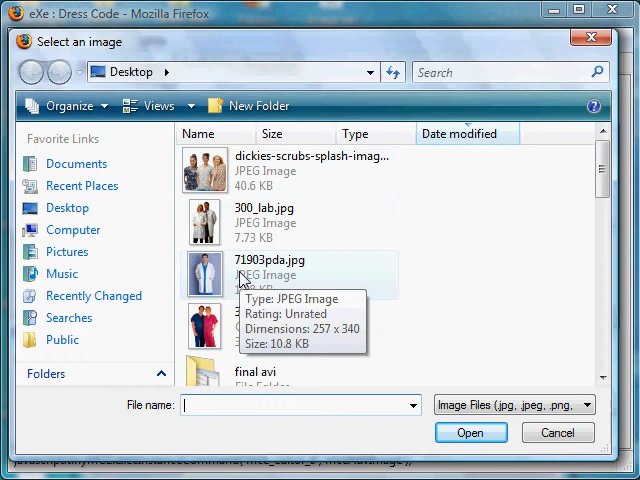 eXe : Dress Code - Mozilla Firefox
Select an image
Desktop
Search
Organize Views New Folder
Favorite Links
Documents
Recent Places
Desktop
Computer
Pictures
Music
Recently Changed
Searches
Public
Folders
Name Size Type Date modified
dickies-scrubs-splash-imag...
JPEG Image
40.6 KB
300_lab.jpg
JPEG Image
7.73 KB
71903pda.jpg
JPEG Image
Type: JPEG Image
Rating: Unrated
Dimensions: 257 x 340
Size: 10.8 KB
final avi
File Folder
File name:
Image Files (.jpg, .jpeg, .png,
Open Cancel